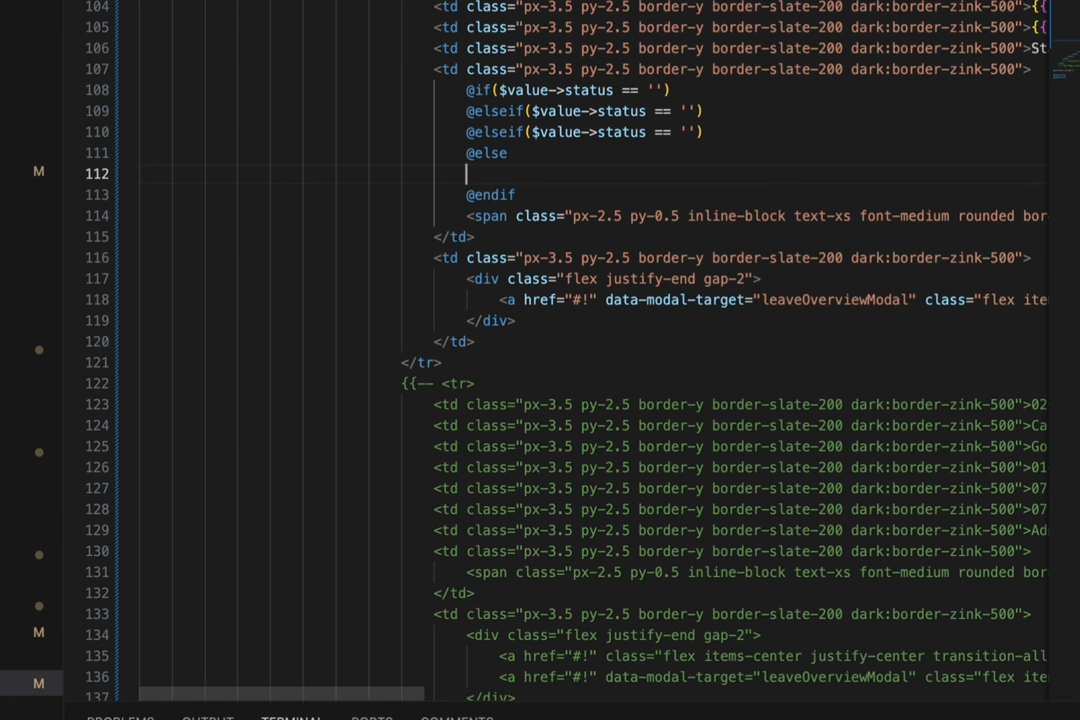 104 <td class="px-3.5 py-2.5 border-y border-slate-200 dark:border-zink-500">{{
105 <td class="px-3.5 py-2.5 border-y border-slate-200 dark:border-zink-500">{{
106 <td class="px-3.5 py-2.5 border-y border-slate-200 dark:border-zink-500">St
107 <td class="px-3.5 py-2.5 border-y border-slate-200 dark:border-zink-500">
108 @if($value->status == '')
109 @elseif($value->status == '')
110 @elseif($value->status == '')
111 @else
M 112
113 @endif
114 <span class="px-2.5 py-0.5 inline-block text-xs font-medium rounded bor
115 </td>
116 <td class="px-3.5 py-2.5 border-y border-slate-200 dark:border-zink-500">
117 <div class="flex justify-end gap-2">
118 <a href="#!" data-modal-target="leaveOverviewModal" class="flex ite
119 </div>
120 </td>
121 </tr>
122 {{-- <tr>
123 <td class="px-3.5 py-2.5 border-y border-slate-200 dark:border-zink-500">02
124 <td class="px-3.5 py-2.5 border-y border-slate-200 dark:border-zink-500">Ca
125 <td class="px-3.5 py-2.5 border-y border-slate-200 dark:border-zink-500">Go
126 <td class="px-3.5 py-2.5 border-y border-slate-200 dark:border-zink-500">01
127 <td class="px-3.5 py-2.5 border-y border-slate-200 dark:border-zink-500">07
128 <td class="px-3.5 py-2.5 border-y border-slate-200 dark:border-zink-500">07
129 <td class="px-3.5 py-2.5 border-y border-slate-200 dark:border-zink-500">Ad
130 <td class="px-3.5 py-2.5 border-y border-slate-200 dark:border-zink-500">
131 <span class="px-2.5 py-0.5 inline-block text-xs font-medium rounded bor
132 </td>
133 <td class="px-3.5 py-2.5 border-y border-slate-200 dark:border-zink-500">
M 134 <div class="flex justify-end gap-2">
135 <a href="#!" class="flex items-center justify-center transition-all
M 136 <a href="#!" data-modal-target="leaveOverviewModal" class="flex ite
137 </div>
PROBLEMS OUTPUT TERMINAL PORTS COMMENTS